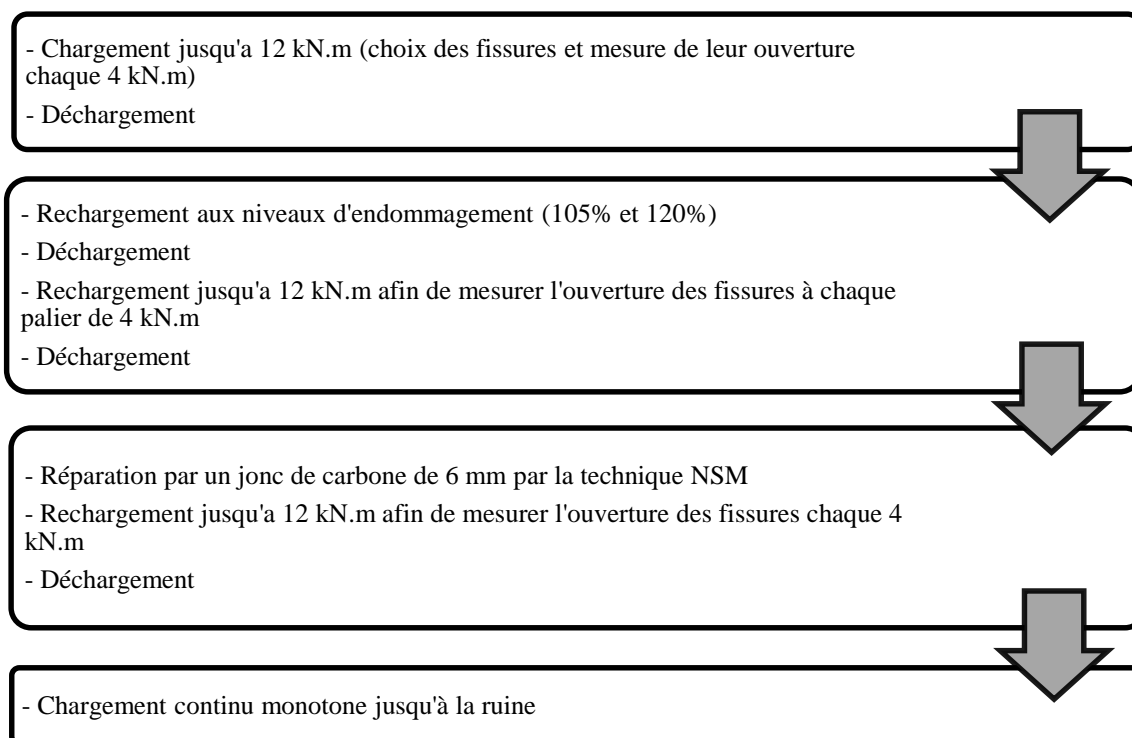 - Chargement jusqu'a 12 kN.m (choix des fissures et mesure de leur ouverture
chaque 4 kN.m)
- Déchargement
- Rechargement aux niveaux d'endommagement (105% et 120%)
- Déchargement
- Rechargement jusqu'a 12 kN.m afin de mesurer l'ouverture des fissures à chaque
palier de 4 kN.m
- Déchargement
- Réparation par un jonc de carbone de 6 mm par la technique NSM
- Rechargement jusqu'a 12 kN.m afin de mesurer l'ouverture des fissures chaque 4
kN.m
- Déchargement
- Chargement continu monotone jusqu'à la ruine